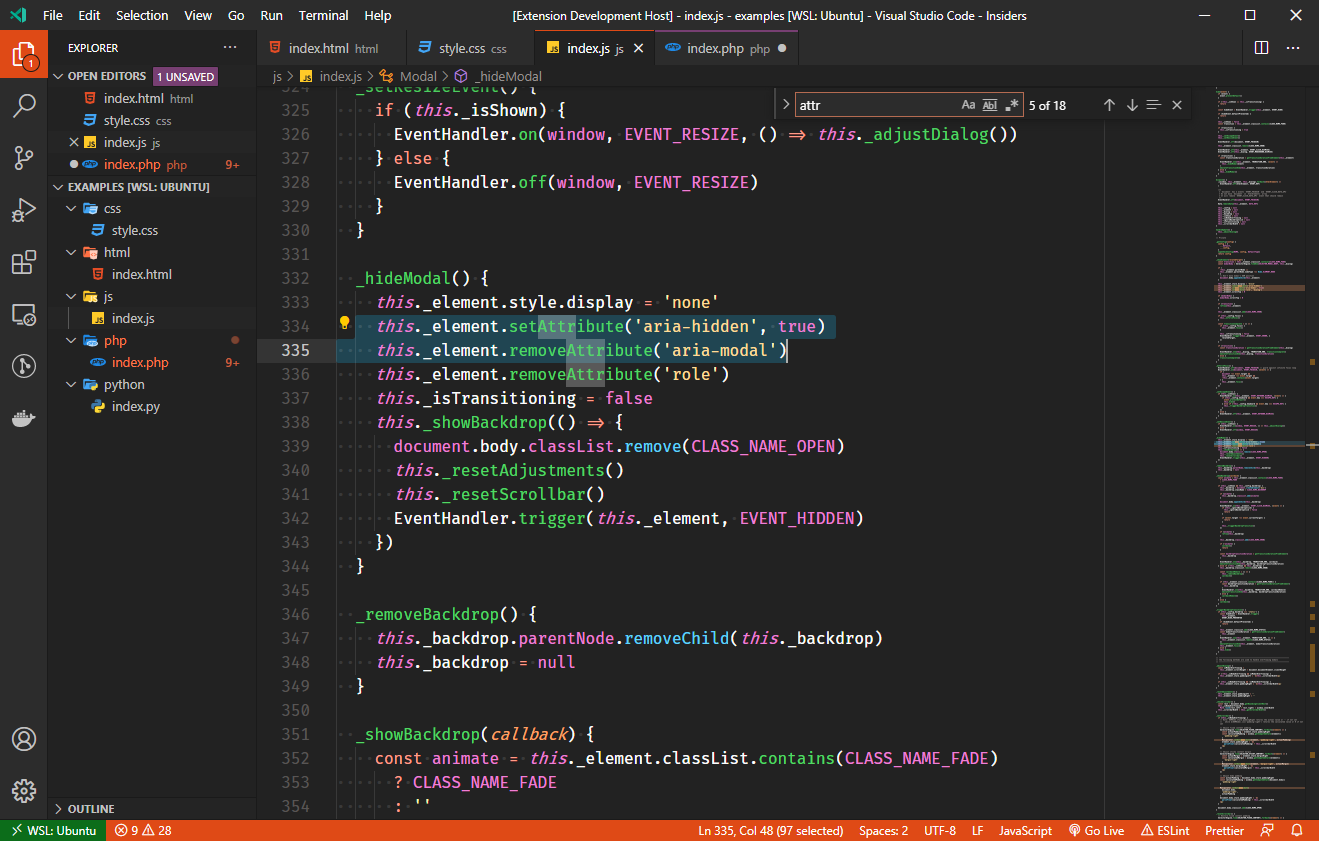 File Edit Selection View Go Run Terminal Help [Extension Development Host] - index.js - examples [WSL: Ubuntu] - Visual Studio Code - Insiders
EXPLORER ···
index.html html style.css css JS index.js js index.php php
OPEN EDITORS 1 UNSAVED
index.html html
style.css css
JS index.js js
index.php php 9+
EXAMPLES [WSL: UBUNTU]
css
style.css
html
index.html
js
JS index.js
php
index.php 9+
python
index.py
OUTLINE
1
js > JS index.js > Modal > _hideModal
attr Aa Abl .* 5 of 18
324 _setResizeEvent() {
325 if (this._isShown) {
326 EventHandler.on(window, EVENT_RESIZE, () => this._adjustDialog())
327 } else {
328 EventHandler.off(window, EVENT_RESIZE)
329 }
330 }
331
332 _hideModal() {
333 this._element.style.display = 'none'
334 this._element.setAttribute('aria-hidden', true)
335 this._element.removeAttribute('aria-modal')
336 this._element.removeAttribute('role')
337 this._isTransitioning = false
338 this._showBackdrop(() => {
339 document.body.classList.remove(CLASS_NAME_OPEN)
340 this._resetAdjustments()
341 this._resetScrollbar()
342 EventHandler.trigger(this._element, EVENT_HIDDEN)
343 })
344 }
345
346 _removeBackdrop() {
347 this._backdrop.parentNode.removeChild(this._backdrop)
348 this._backdrop = null
349 }
350
351 _showBackdrop(callback) {
352 const animate = this._element.classList.contains(CLASS_NAME_FADE)
353 ? CLASS_NAME_FADE
354 : ''
WSL: Ubuntu 9 28 Ln 335, Col 48 (97 selected) Spaces: 2 UTF-8 LF JavaScript Go Live ESLint Prettier